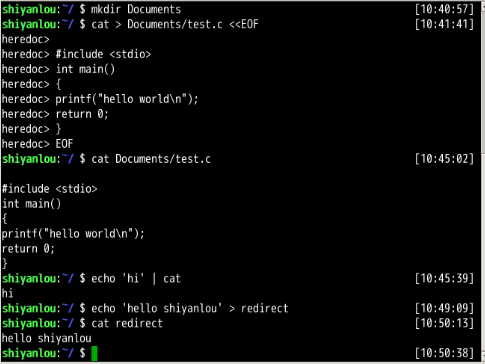 shiyanlou:~/ $ mkdir Documents [10:40:57]
shiyanlou:~/ $ cat > Documents/test.c <<EOF [10:41:41]
heredoc>
heredoc> #include <stdio>
heredoc> int main()
heredoc> {
heredoc> printf("hello world\n");
heredoc> return 0;
heredoc> }
heredoc> EOF
shiyanlou:~/ $ cat Documents/test.c [10:45:02]
#include <stdio>
int main()
{
printf("hello world\n");
return 0;
}
shiyanlou:~/ $ echo 'hi' | cat [10:45:39]
hi
shiyanlou:~/ $ echo 'hello shiyanlou' > redirect [10:49:09]
shiyanlou:~/ $ cat redirect [10:50:13]
hello shiyanlou
shiyanlou:~/ $ [10:50:38]